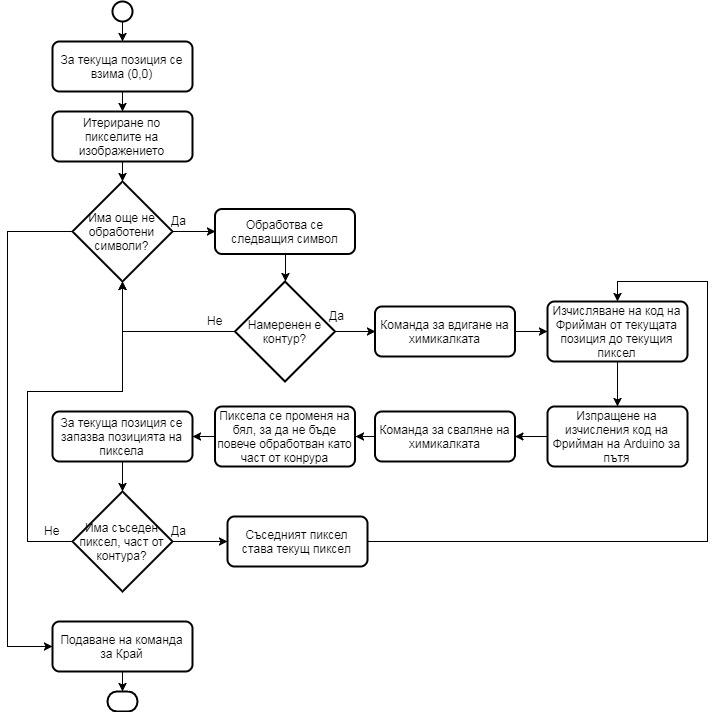 За текуща позиция се
взима (0,0)
Итериране по
пикселите на
изображението
Има още не
обработени
символи?
Да
Обработва се
следващия символ
Намеренен е
контур?
Не
Да
Команда за вдигане на
химикалката
Изчисляване на код на
Фрийман от текущата
позиция до текущия
пиксел
Изпращене на
изчисления код на
Фрийман на Arduino за
пътя
Команда за сваляне на
химикалката
Пиксела се променя на
бял, за да не бъде
повече обработван като
част от конрура
За текуща позиция се
запазва позицията на
пиксела
Има съседен
пиксел, част от
контура?
Не
Да
Съседният пиксел
става текущ пиксел
Подаване на команда
за Край